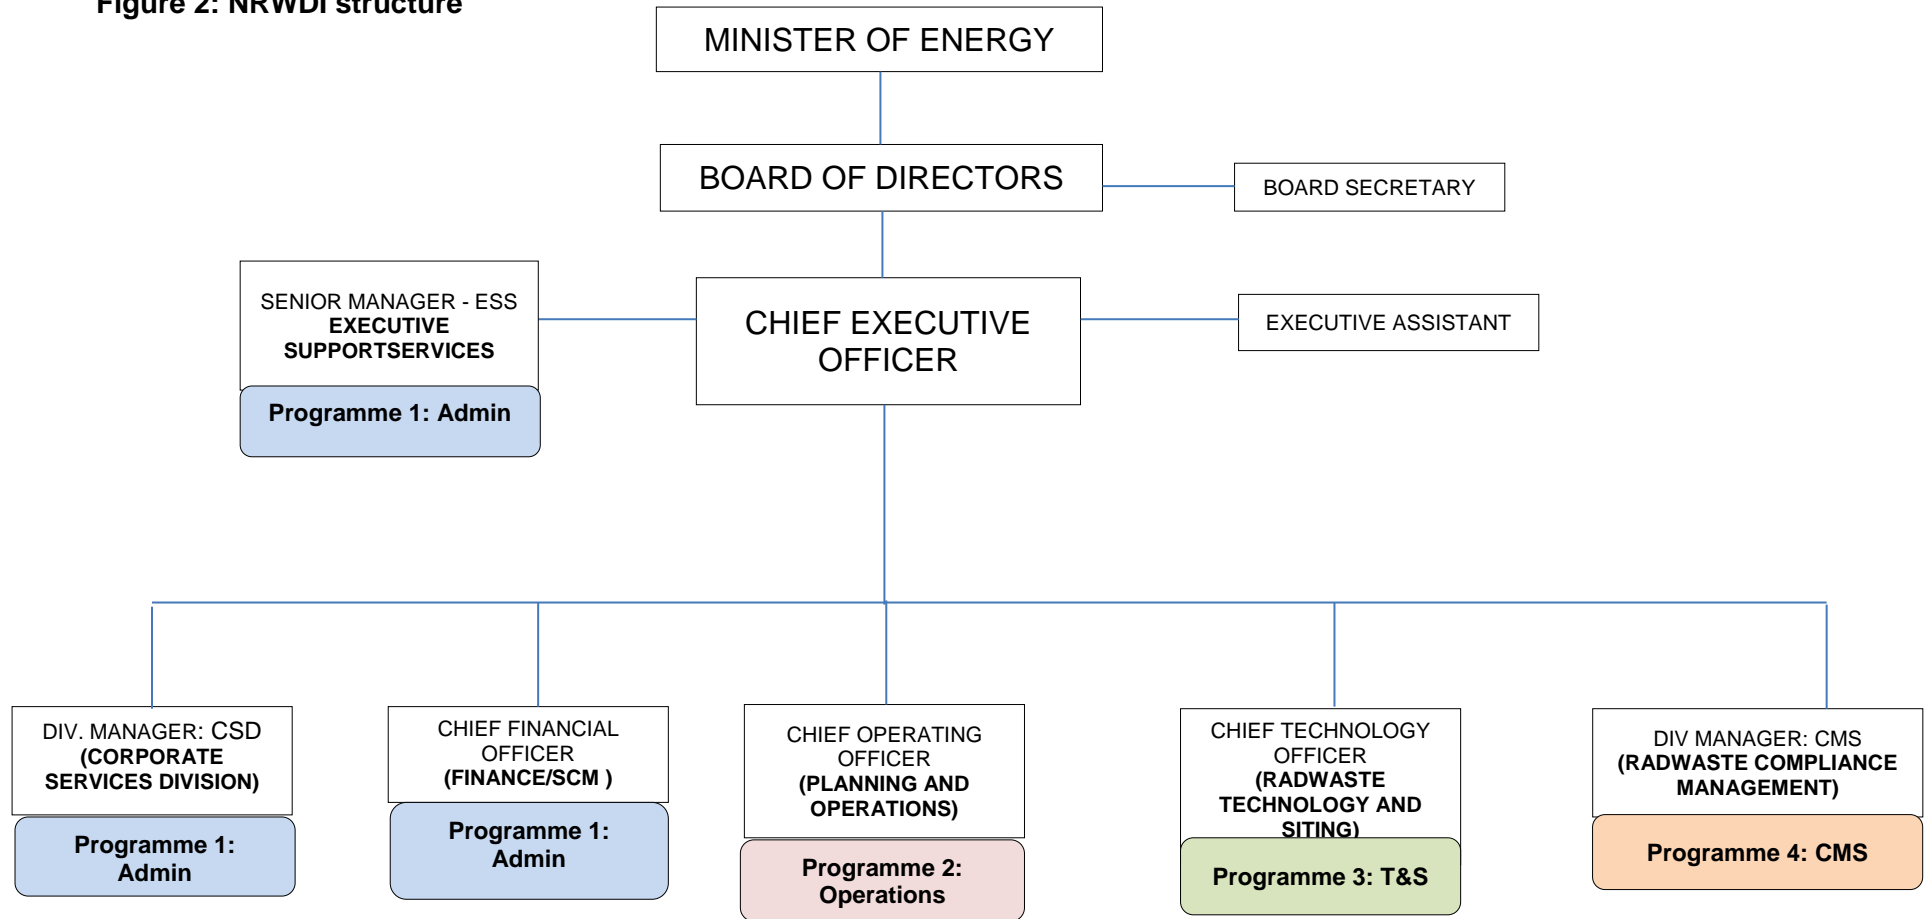 Figure 2: NRWDI structure
MINISTER OF ENERGY
BOARD OF DIRECTORS
BOARD SECRETARY
SENIOR MANAGER - ESS
EXECUTIVE
SUPPORTSERVICES
Programme 1: Admin
CHIEF EXECUTIVE
OFFICER
EXECUTIVE ASSISTANT
DIV. MANAGER: CSD
(CORPORATE
SERVICES DIVISION)
Programme 1:
Admin
CHIEF FINANCIAL
OFFICER
(FINANCE/SCM )
Programme 1:
Admin
CHIEF OPERATING
OFFICER
(PLANNING AND
OPERATIONS)
Programme 2:
Operations
CHIEF TECHNOLOGY
OFFICER
(RADWASTE
TECHNOLOGY AND
SITING)
Programme 3: T&S
DIV MANAGER: CMS
(RADWASTE COMPLIANCE
MANAGEMENT)
Programme 4: CMS